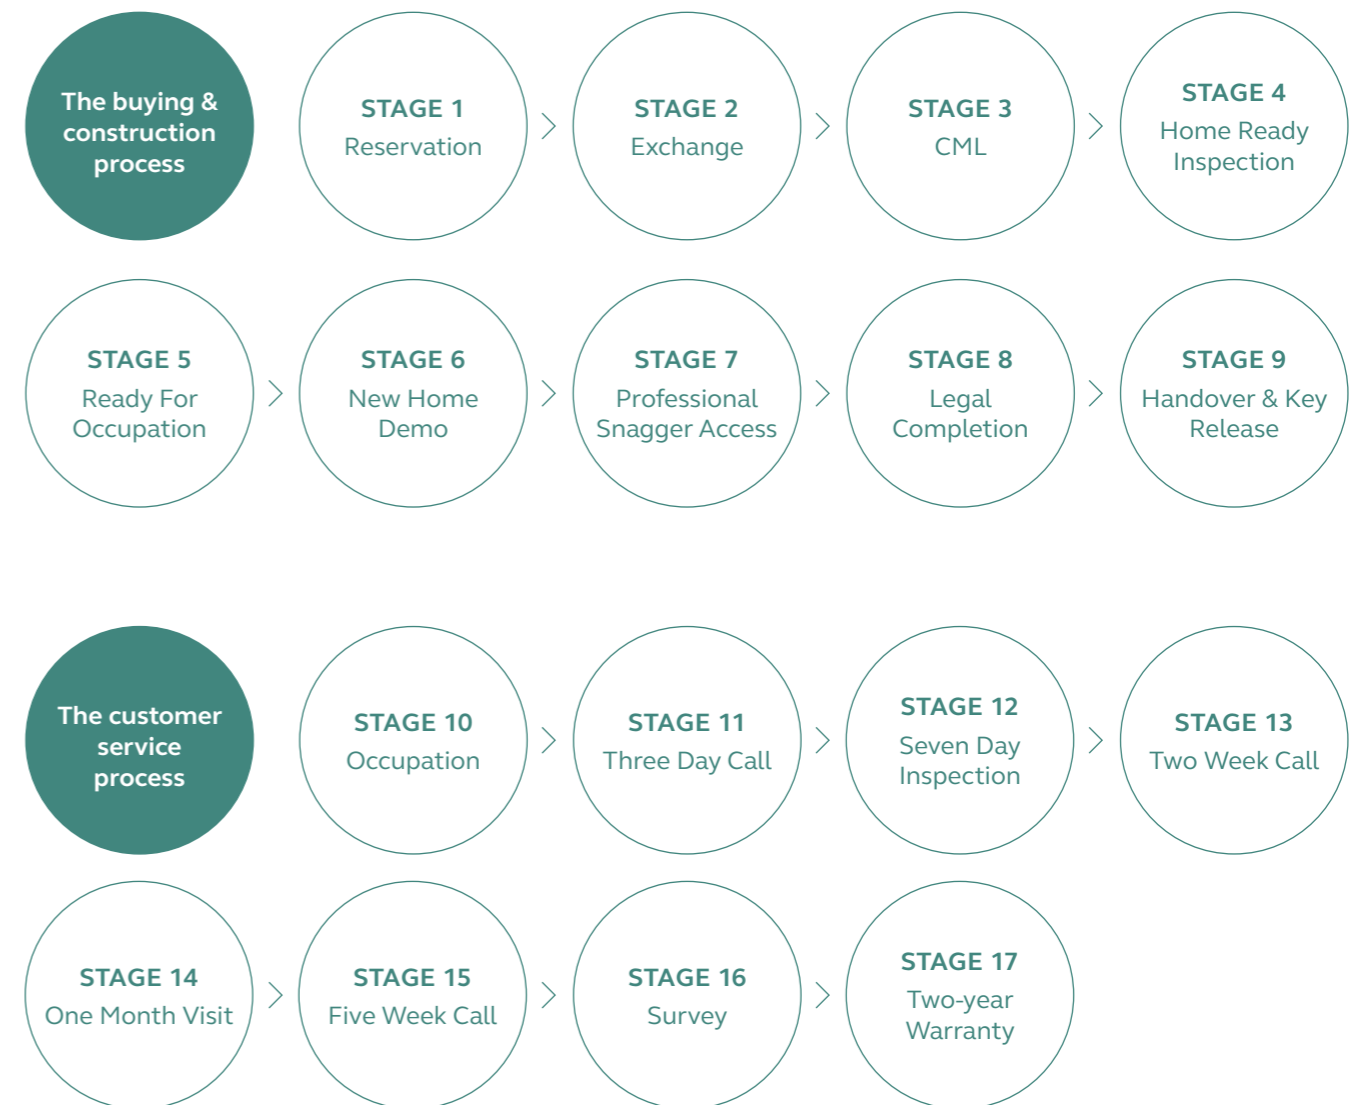 The buying &
construction
process
STAGE 1
Reservation
STAGE 2
Exchange
STAGE 3
CML
STAGE 4
Home Ready
Inspection
STAGE 5
Ready For
Occupation
STAGE 6
New Home
Demo
STAGE 7
Professional
Snagger Access
STAGE 8
Legal
Completion
STAGE 9
Handover & Key
Release
The customer
service
process
STAGE 10
Occupation
STAGE 11
Three Day Call
STAGE 12
Seven Day
Inspection
STAGE 13
Two Week Call
STAGE 14
One Month Visit
STAGE 15
Five Week Call
STAGE 16
Survey
STAGE 17
Two-year
Warranty